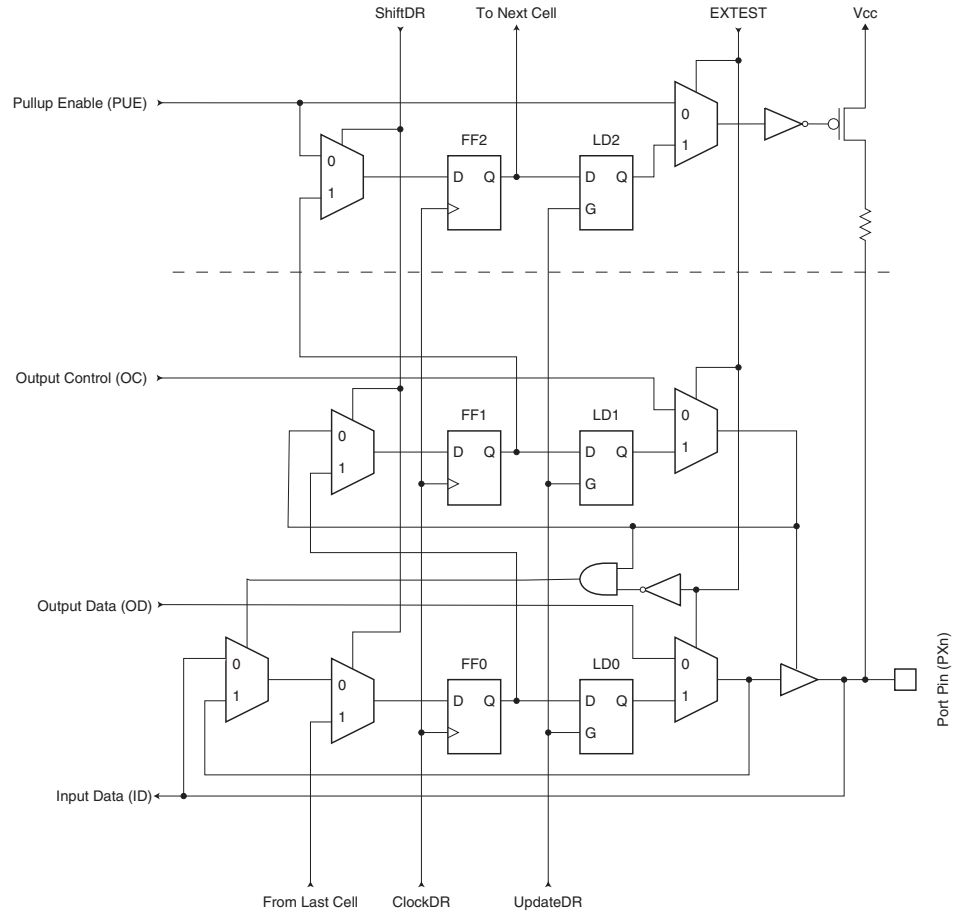 ShiftDR
To Next Cell
EXTEST
Vcc
Pullup Enable (PUE)
0
1
FF2
D Q
LD2
D Q
G
0
1
Output Control (OC)
0
1
FF1
D Q
LD1
D Q
G
0
1
Output Data (OD)
0
1
0
1
FF0
D Q
LD0
D Q
G
0
1
Port Pin (PXn)
Input Data (ID)
From Last Cell
ClockDR
UpdateDR